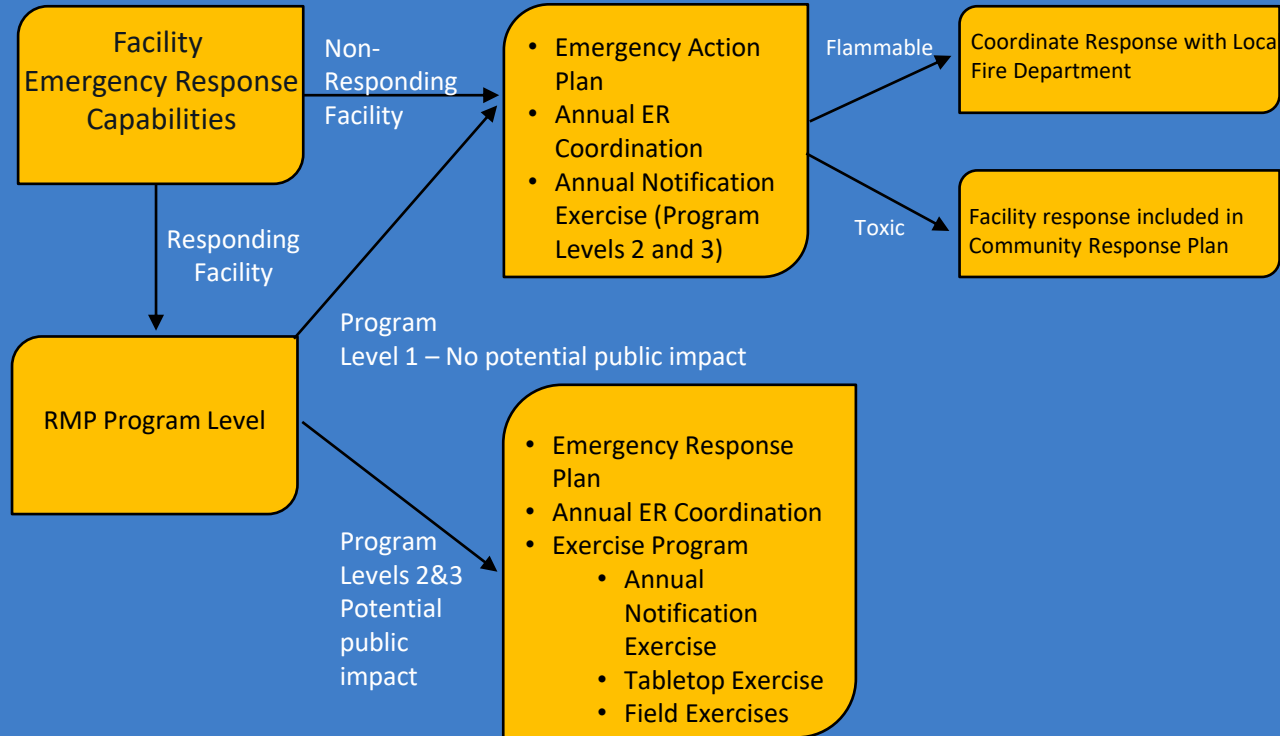 Facility
Emergency Response
Capabilities
Non-
Responding
Facility
• Emergency Action
Plan
• Annual ER
Coordination
• Annual Notification
Exercise (Program
Levels 2 and 3)
Flammable
Coordinate Response with Loca
Fire Department
Toxic
Facility response included in
Community Response Plan
Responding
Facility
Program
Level 1 – No potential public impact
RMP Program Level
Program
Levels 2&3
Potential
public
impact
• Emergency Response
Plan
• Annual ER Coordination
• Exercise Program
• Annual
Notification
Exercise
• Tabletop Exercise
• Field Exercises